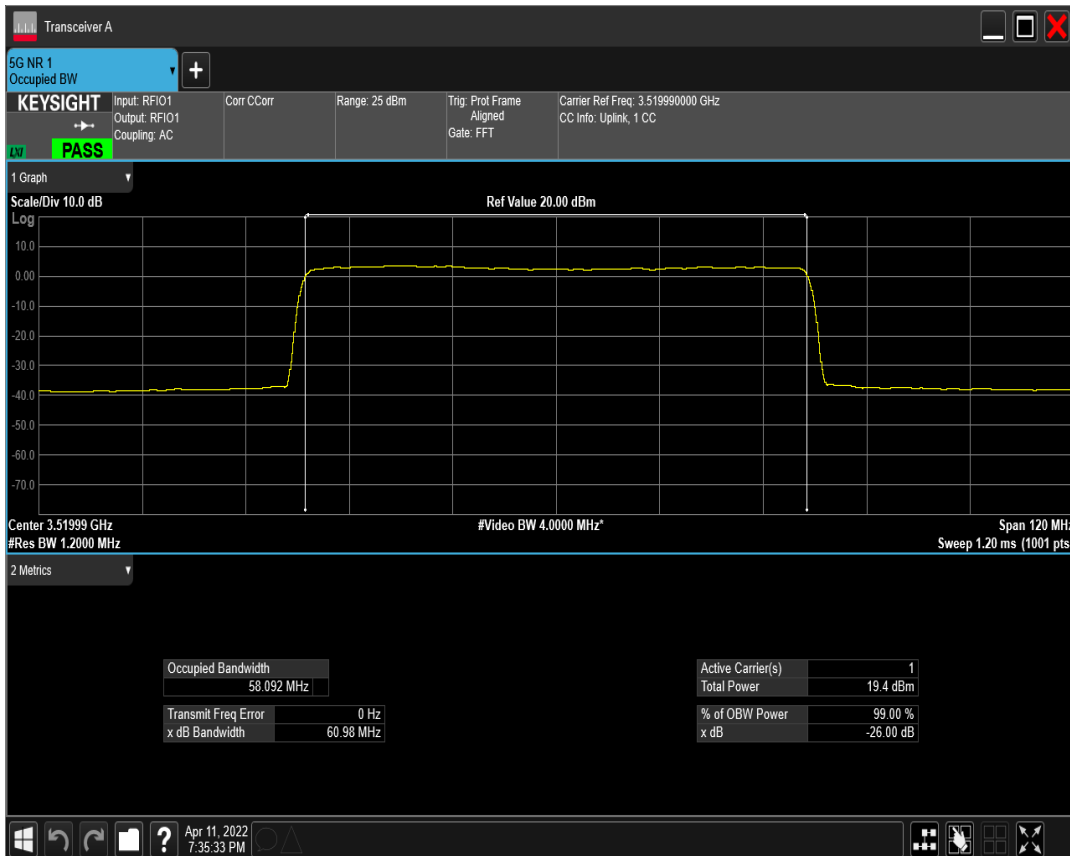 Transceiver A
5G NR 1
Occupied BW
+
KEYSIGHT
LXI
PASS
Input: RFIO1
Output: RFIO1
Coupling: AC
Corr CCorr
Range: 25 dBm
Trig: Prot Frame
Aligned
Gate: FFT
Carrier Ref Freq: 3.519990000 GHz
CC Info: Uplink, 1 CC
1 Graph
Scale/Div 10.0 dB
Ref Value 20.00 dBm
Log
10.0
0.00
-10.0
-20.0
-30.0
-40.0
-50.0
-60.0
-70.0
Center 3.51999 GHz
#Video BW 4.0000 MHz*
Span 120 MHz
#Res BW 1.2000 MHz
Sweep 1.20 ms (1001 pts
2 Metrics
Occupied Bandwidth
58.092 MHz
Transmit Freq Error 0 Hz
x dB Bandwidth 60.98 MHz
Active Carrier(s) 1
Total Power 19.4 dBm
% of OBW Power 99.00 %
x dB -26.00 dB
?
Apr 11, 2022
7:35:33 PM